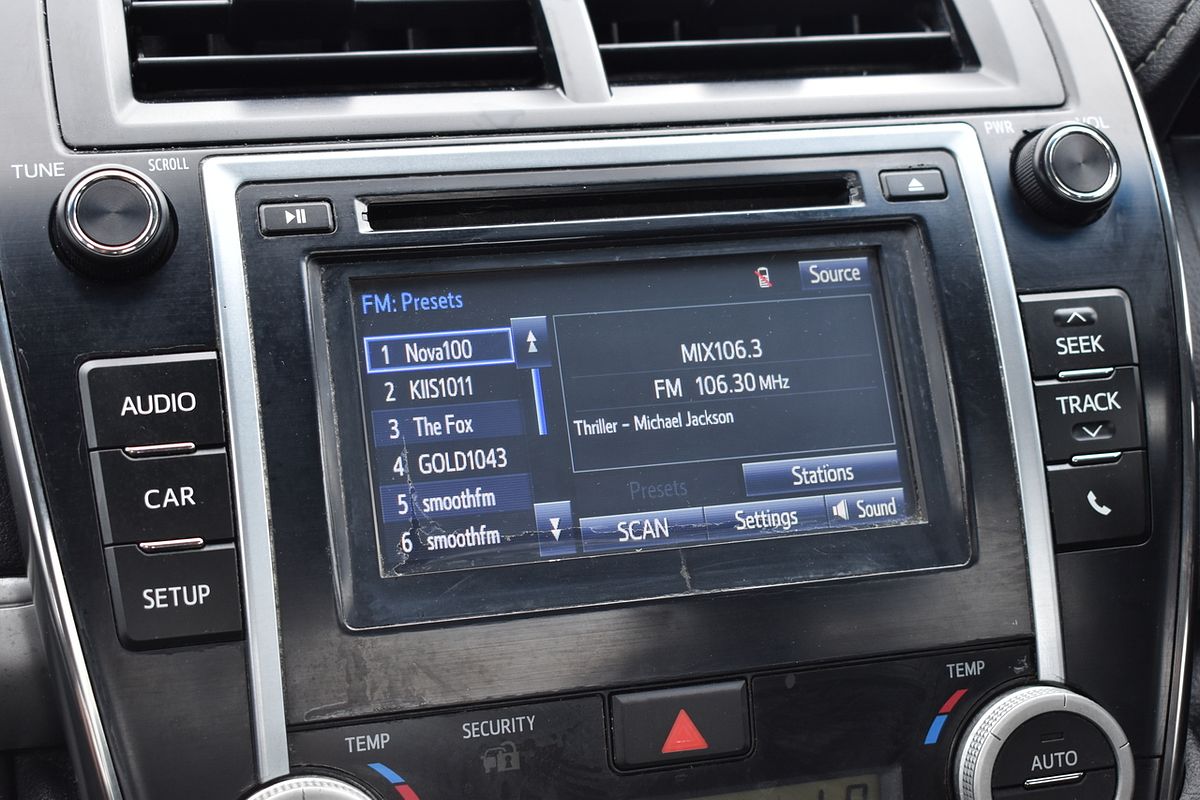 TUNE
SCROLL
PWR
VOL
Source
FM: Presets
1 Nova100
2 KIIS1011
3 The Fox
4 GOLD1043
5 smoothfm
6 smoothfm
MIX106.3
FM 106.30 MHz
Thriller – Michael Jackson
Presets
Stations
SCAN
Settings
Sound
AUDIO
CAR
SETUP
SEEK
TRACK
TEMP
SECURITY
TEMP
AUTO